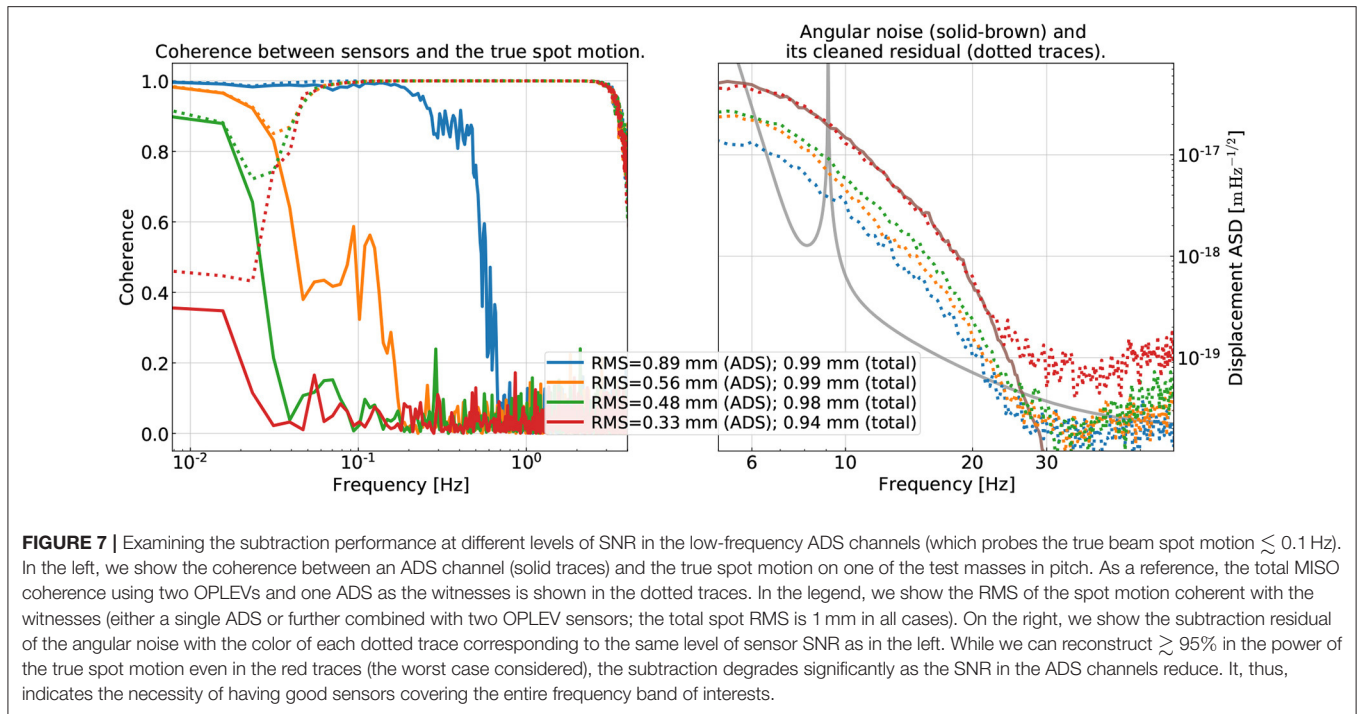 Coherence between sensors and the true spot motion.
1.0
0.8
0.6
0.4
0.2
0.0
Coherence
10⁻²
10⁻¹
10⁰
Frequency [Hz]
RMS=0.89 mm (ADS); 0.99 mm (total)
RMS=0.56 mm (ADS); 0.99 mm (total)
RMS=0.48 mm (ADS); 0.98 mm (total)
RMS=0.33 mm (ADS); 0.94 mm (total)
Angular noise (solid-brown) and
its cleaned residual (dotted traces).
10⁻¹⁷
10⁻¹⁸
10⁻¹⁹
Displacement ASD [m Hz⁻¹/²]
6
10
20
30
Frequency [Hz]
FIGURE 7 | Examining the subtraction performance at different levels of SNR in the low-frequency ADS channels (which probes the true beam spot motion ≲ 0.1 Hz).
In the left, we show the coherence between an ADS channel (solid traces) and the true spot motion on one of the test masses in pitch. As a reference, the total MISO
coherence using two OPLEVs and one ADS as the witnesses is shown in the dotted traces. In the legend, we show the RMS of the spot motion coherent with the
witnesses (either a single ADS or further combined with two OPLEV sensors; the total spot RMS is 1 mm in all cases). On the right, we show the subtraction residual
of the angular noise with the color of each dotted trace corresponding to the same level of sensor SNR as in the left. While we can reconstruct ≳ 95% in the power of
the true spot motion even in the red traces (the worst case considered), the subtraction degrades significantly as the SNR in the ADS channels reduce. It, thus,
indicates the necessity of having good sensors covering the entire frequency band of interests.